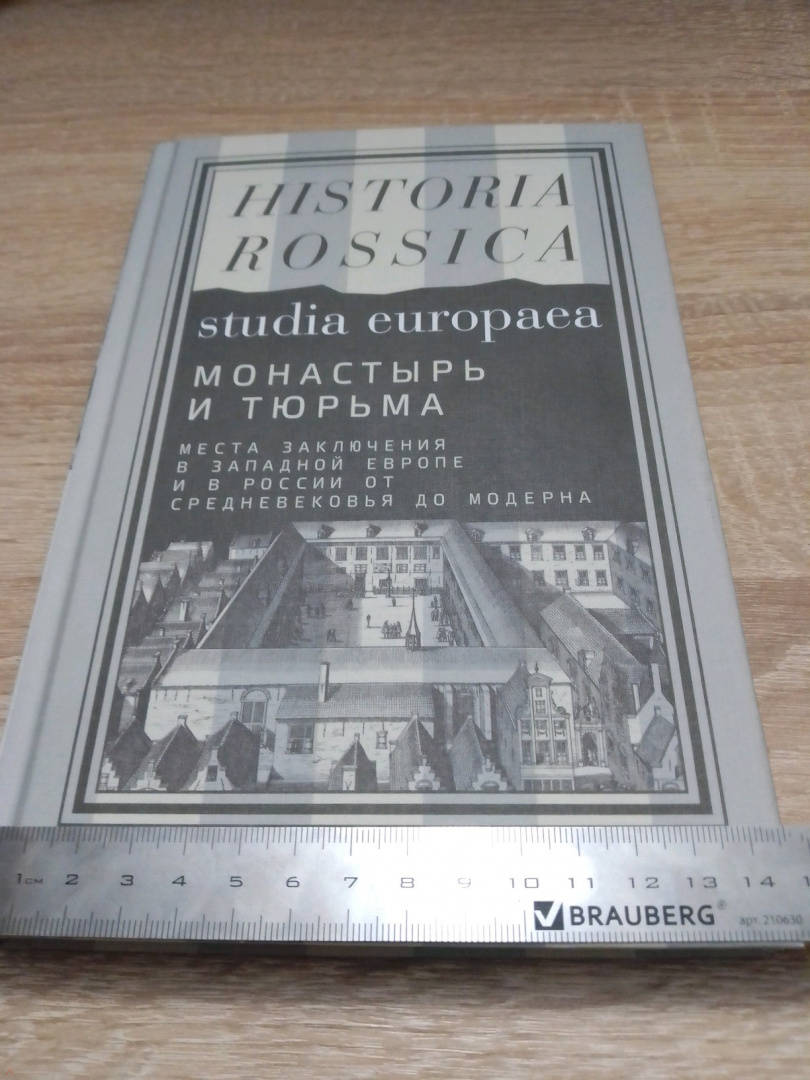 HISTORIA
ROSSICA
studia europaea
МОНАСТЫРЬ
И ТЮРЬМА
МЕСТА ЗАКЛЮЧЕНИЯ
В ЗАПАДНОЙ ЕВРОПЕ
И В РОССИИ ОТ
СРЕДНЕВЕКОВЬЯ ДО МОДЕРНА
1см 2 3 4 5 6 7 8 9 10 11 12 13 14
BRAUBERG® арт. 210630